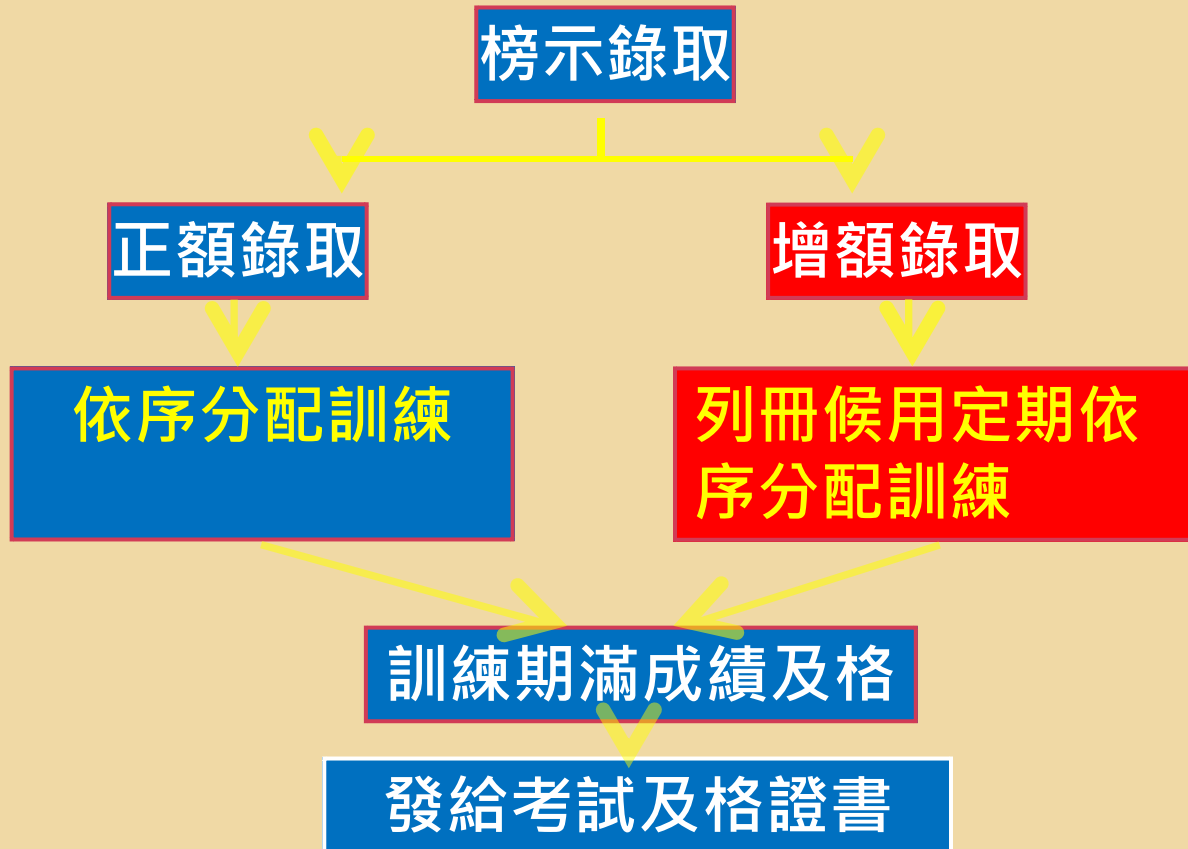 榜示錄取
正額錄取
增額錄取
依序分配訓練
列冊候用定期依
序分配訓練
訓練期滿成績及格
發給考試及格證書